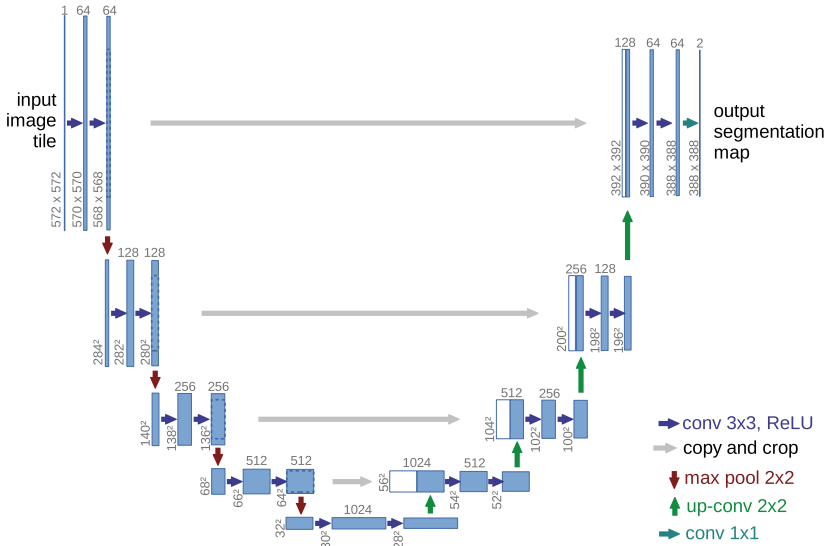 1 64 64
128 64 64 2
input
image
tile
output
segmentation
map
572 x 572
570 x 570
568 x 568
392 x 392
390 x 390
388 x 388
388 x 388
128 128
256 128
284²
282²
280²
200²
198²
196²
256 256
512 256
140²
138²
136²
104²
102²
100²
512 512
1024 512
68²
66²
64²
56²
54²
52²
1024
32²
30²
28²
conv 3x3, ReLU
copy and crop
max pool 2x2
up-conv 2x2
conv 1x1